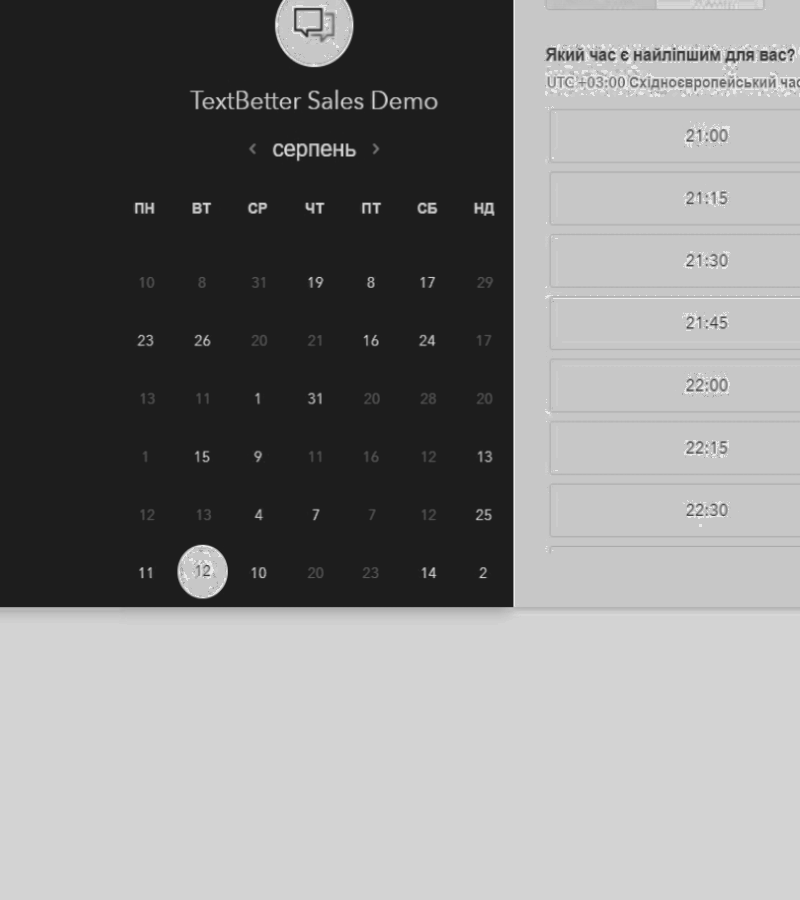 TextBetter Sales Demo
‹ серпень ›
ПН ВТ СР ЧТ ПТ СБ НД
10 8 31 19 8 17 29
23 26 20 21 16 24 17
13 11 1 31 20 28 20
1 15 9 11 16 12 13
12 13 4 7 7 12 25
11 12 10 20 23 14 2
Який час є найліпшим для вас?
UTC +03:00 Східноєвропейський
21:00
21:15
21:30
21:45
22:00
22:15
22:30